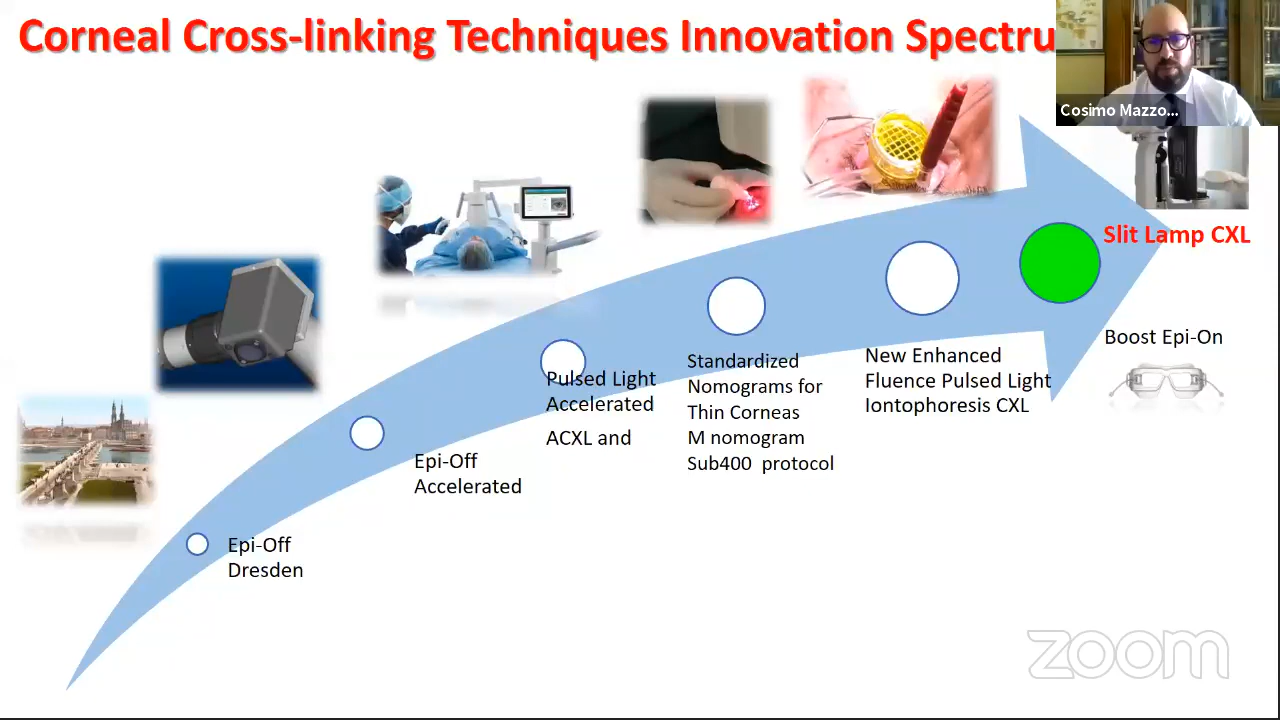 Corneal Cross-linking Techniques Innovation Spectru
Cosimo Mazzo...
Slit Lamp CXL
Boost Epi-On
New Enhanced
Fluence Pulsed Light
Iontophoresis CXL
Standardized
Nomograms for
Thin Corneas
M nomogram
Sub400 protocol
Pulsed Light
Accelerated
ACXL and
Epi-Off
Accelerated
Epi-Off
Dresden
zoom